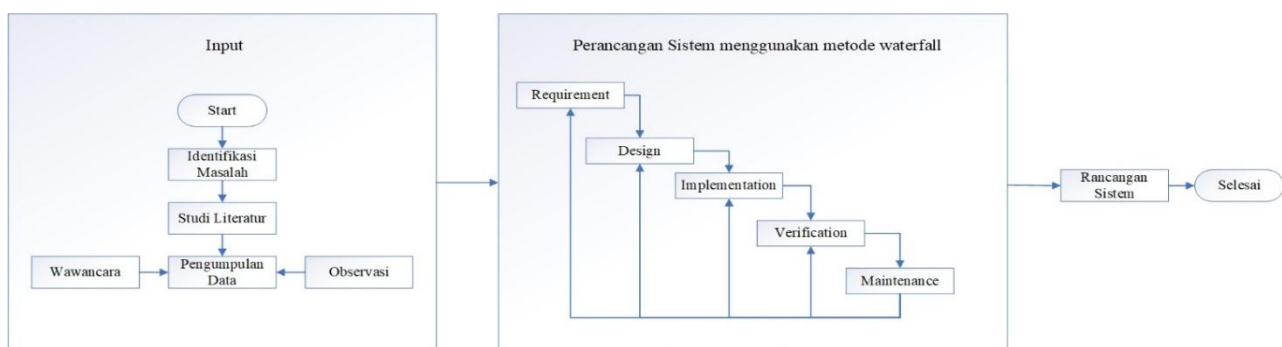 Input
Start
Identifikasi
Masalah
Studi Literatur
Wawancara
Pengumpulan
Data
Observasi
Perancangan Sistem menggunakan metode waterfall
Requirement
Design
Implementation
Verification
Maintenance
Rancangan
Sistem
Selesai